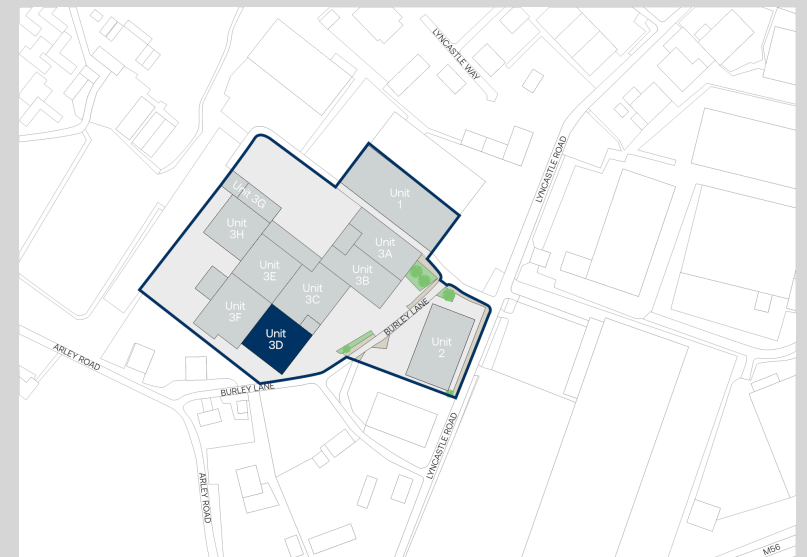 LYNCASTLE WAY
LYNCASTLE ROAD
Unit
1
Unit 3G
Unit
3H
Unit
3A
Unit
3E
Unit
3B
Unit
3C
Unit
3F
Unit
3D
BURLEY LANE
Unit
2
ARLEY ROAD
BURLEY LANE
LYNCASTLE ROAD
ARLEY ROAD
M56